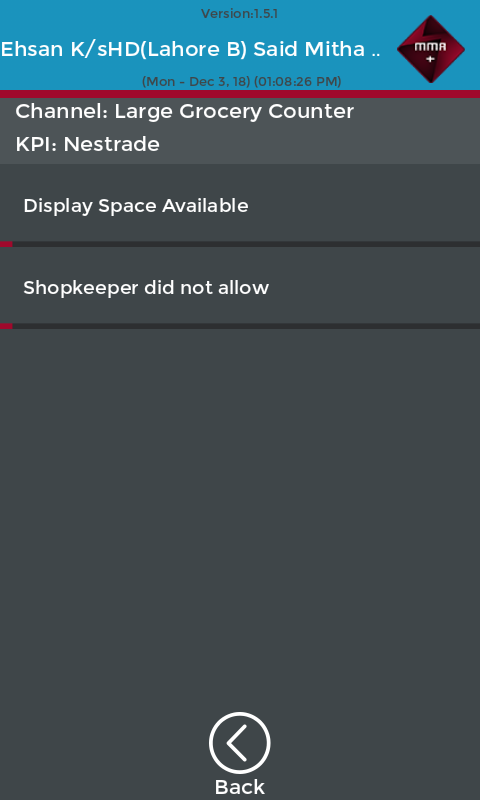 Version:1.5.1
Ehsan K/sHD(Lahore B) Said Mitha ..
MMA
+
(Mon - Dec 3, 18) (01:08:26 PM)
Channel: Large Grocery Counter
KPI: Nestrade
Display Space Available
Shopkeeper did not allow
Back